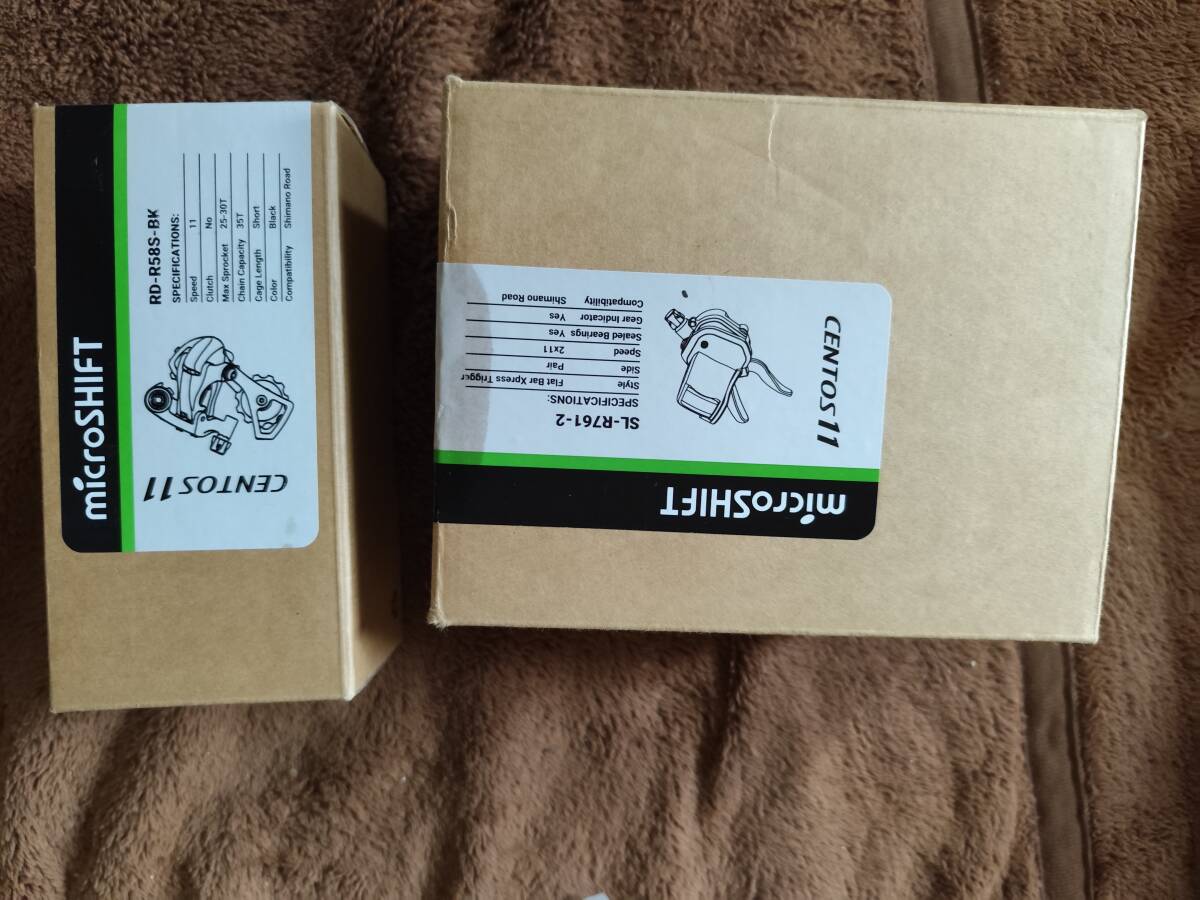 microSHIFT
CENTOS 11
RD-R58S-BK
SPECIFICATIONS:
Speed 11
Clutch No
Max Sprocket 25-30T
Chain Capacity 35T
Cage Length Short
Color Black
Compatibility Shimano Road
microSHIFT
CENTOS 11
SL-R761-2
SPECIFICATIONS:
Style Flat Bar Xpress Trigger
Side Pair
Speed 2x11
Sealed Bearings Yes
Gear Indicator Yes
Compatibility Shimano Road